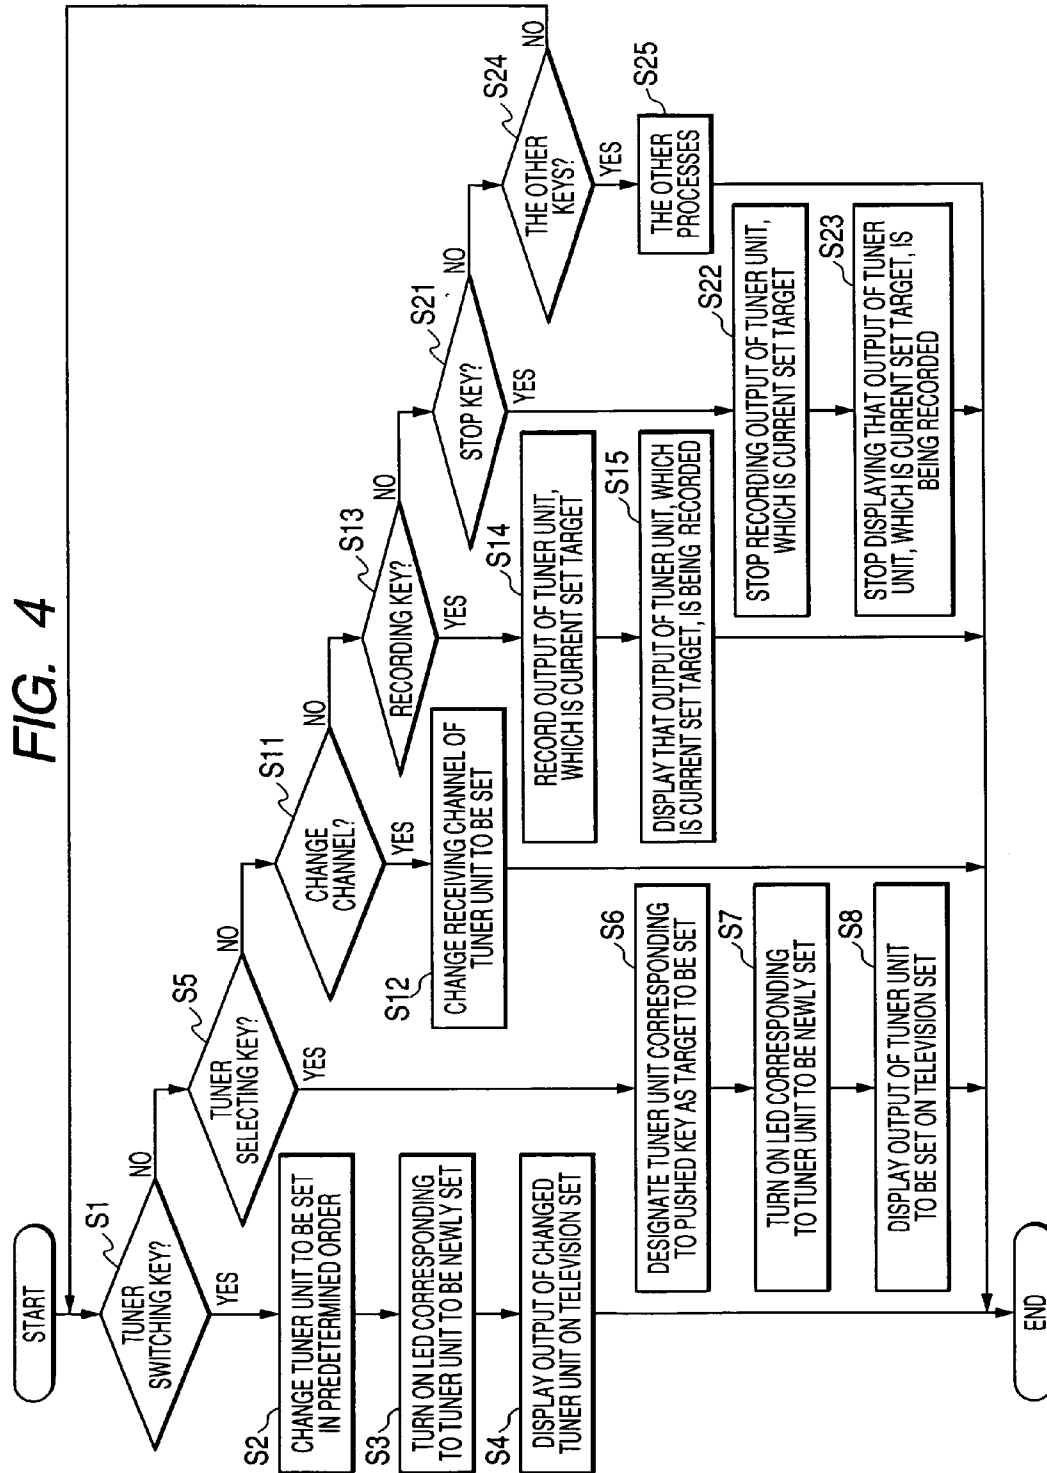 FIG. 4
START
S1
TUNER
SWITCHING KEY?
YES
NO
S2
CHANGE TUNER UNIT TO BE SET
IN PREDETERMINED ORDER
S3
TURN ON LED CORRESPONDING
TO TUNER UNIT TO BE NEWLY SET
S4
DISPLAY OUTPUT OF CHANGED
TUNER UNIT ON TELEVISION SET
S5
TUNER
SELECTING KEY?
YES
NO
S6
DESIGNATE TUNER UNIT CORRESPONDING
TO PUSHED KEY AS TARGET TO BE SET
S7
TURN ON LED CORRESPONDING
TO TUNER UNIT TO BE NEWLY SET
S8
DISPLAY OUTPUT OF TUNER UNIT
TO BE SET ON TELEVISION SET
S11
CHANGE
CHANNEL?
YES
NO
S12
CHANGE RECEIVING CHANNEL OF
TUNER UNIT TO BE SET
S13
RECORDING KEY?
YES
NO
S14
RECORD OUTPUT OF TUNER UNIT,
WHICH IS CURRENT SET TARGET
S15
DISPLAY THAT OUTPUT OF TUNER UNIT, WHICH
IS CURRENT SET TARGET, IS BEING RECORDED
S21
STOP KEY?
YES
NO
S22
STOP RECORDING OUTPUT OF TUNER UNIT,
WHICH IS CURRENT SET TARGET
S23
STOP DISPLAYING THAT OUTPUT OF TUNER
UNIT, WHICH IS CURRENT SET TARGET, IS
BEING RECORDED
S24
THE OTHER
KEYS?
YES
NO
S25
THE OTHER
PROCESSES
END